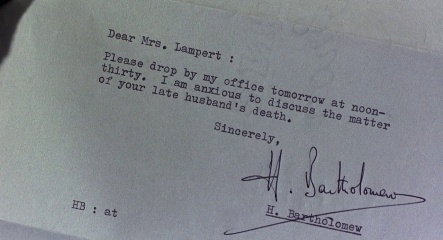 Dear Mrs. Lampert :
Please drop by my office tomorrow at noon-
thirty. I am anxious to discuss the matter
of your late husband's death.
Sincerely,
H. Bartholomew
H. Bartholomew
HB : at